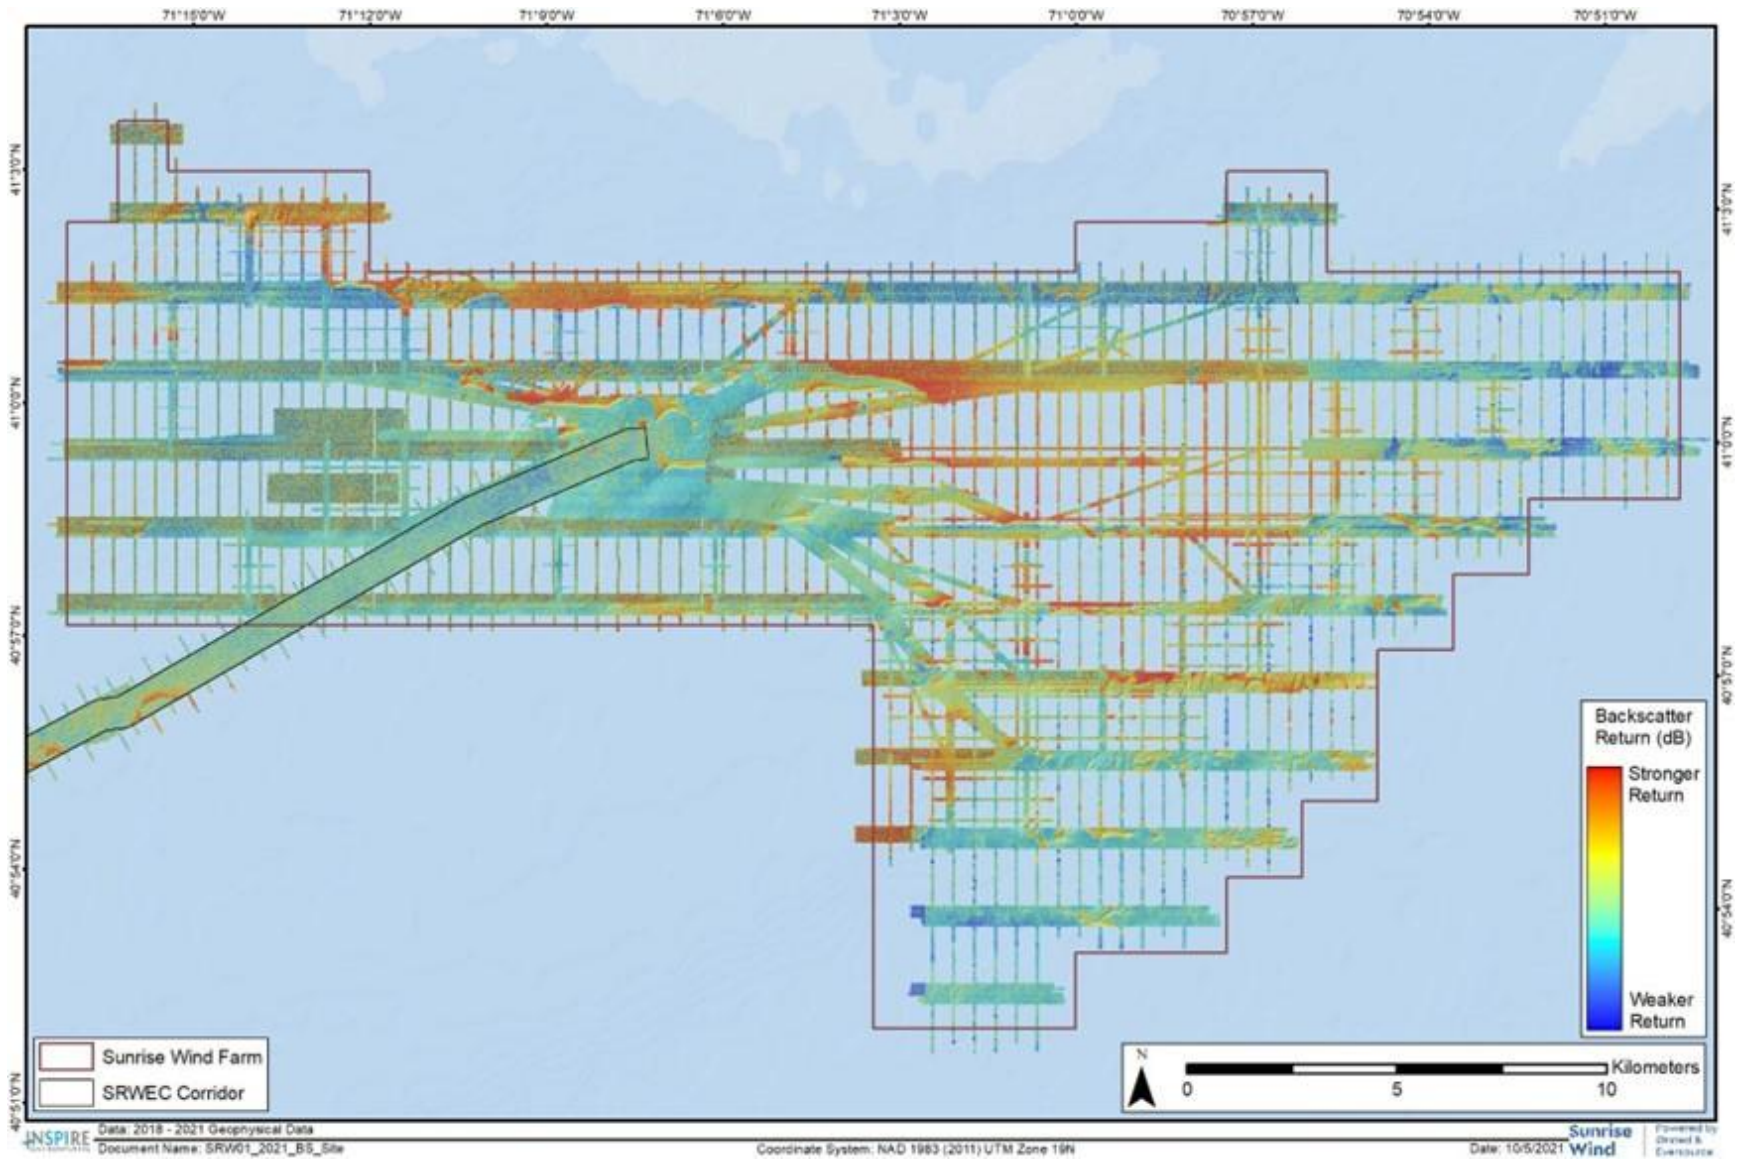 71°15'0"W 71°12'0"W 71°9'0"W 71°6'0"W 71°3'0"W 71°0'0"W 70°57'0"W 70°54'0"W 70°51'0"W
41°3'0"N
41°0'0"N
40°57'0"N
40°54'0"N
40°51'0"N
41°3'0"N
41°0'0"N
40°57'0"N
40°54'0"N
Backscatter
Return (dB)
Stronger
Return
Weaker
Return
Sunrise Wind Farm
SRWEC Corridor
N
Kilometers
0 5 10
INSPIRE
Data: 2018 - 2021 Geophysical Data
Document Name: SRW01_2021_BS_Site
Coordinate System: NAD 1983 (2011) UTM Zone 19N
Date: 10/5/2021
Sunrise
Wind
Powered by
Ørsted &
Eversource